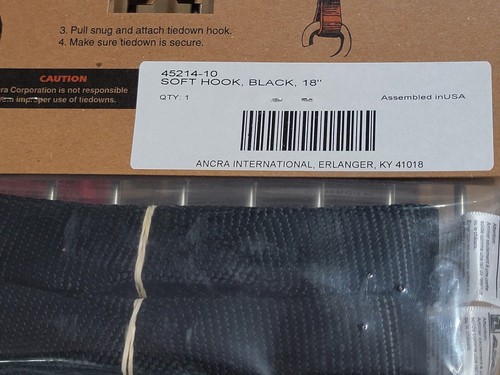 3. Pull snug and attach tiedown hook.
4. Make sure tiedown is secure.
CAUTION
cra Corporation is not responsible
improper use of tiedowns.
45214-10
SOFT HOOK, BLACK, 18"
QTY: 1
Assembled inUSA
ANCRA INTERNATIONAL, ERLANGER, KY 41018